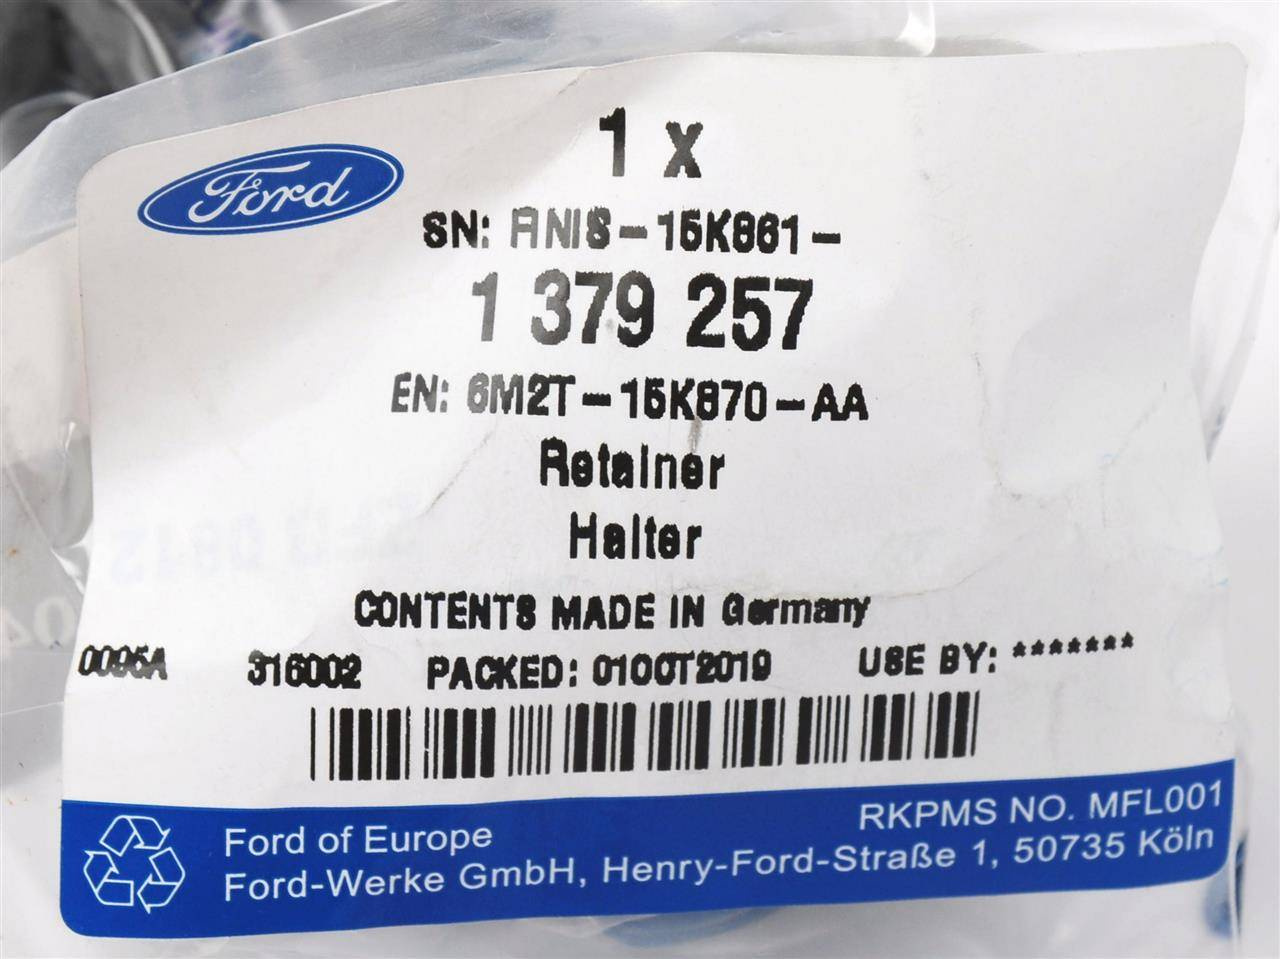 Ford
1 x
SN: ANIS-15K861-
1 379 257
EN: 6M2T-15K870-AA
Retainer
Halter
CONTENTS MADE IN Germany
0095A 316002 PACKED: 01OCT2019 USE BY: *******
RKPMS NO. MFL001
Ford of Europe
Ford-Werke GmbH, Henry-Ford-Straße 1, 50735 Köln